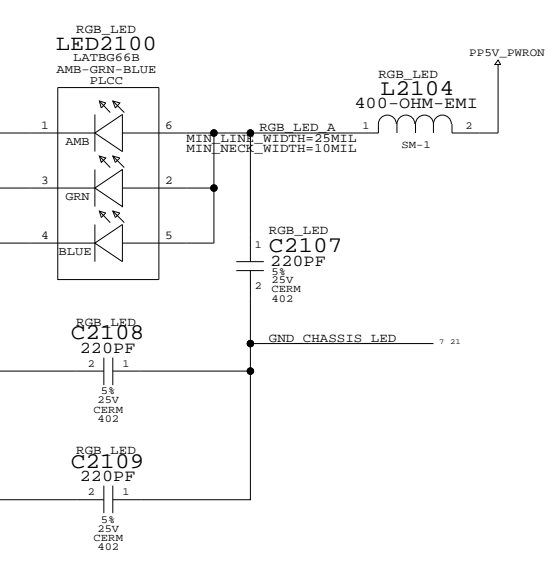 RGB_LED
LED2100
LATBG66B
AMB-GRN-BLUE
PLCC
PP5V_PWRON
RGB_LED
L2104
400-OHM-EMI
1 AMB 6
RGB_LED_A 1 2
MIN_LINE_WIDTH=25MIL
MIN_NECK_WIDTH=10MIL
SM-1
3 GRN 2
4 BLUE 5
RGB_LED
1 C2107
220PF
5%
25V
2 CERM
402
RGB_LED
C2108
220PF
2 1
5%
25V
CERM
402
GND_CHASSIS_LED 7 21
RGB_LED
C2109
220PF
2 1
5%
25V
CERM
402